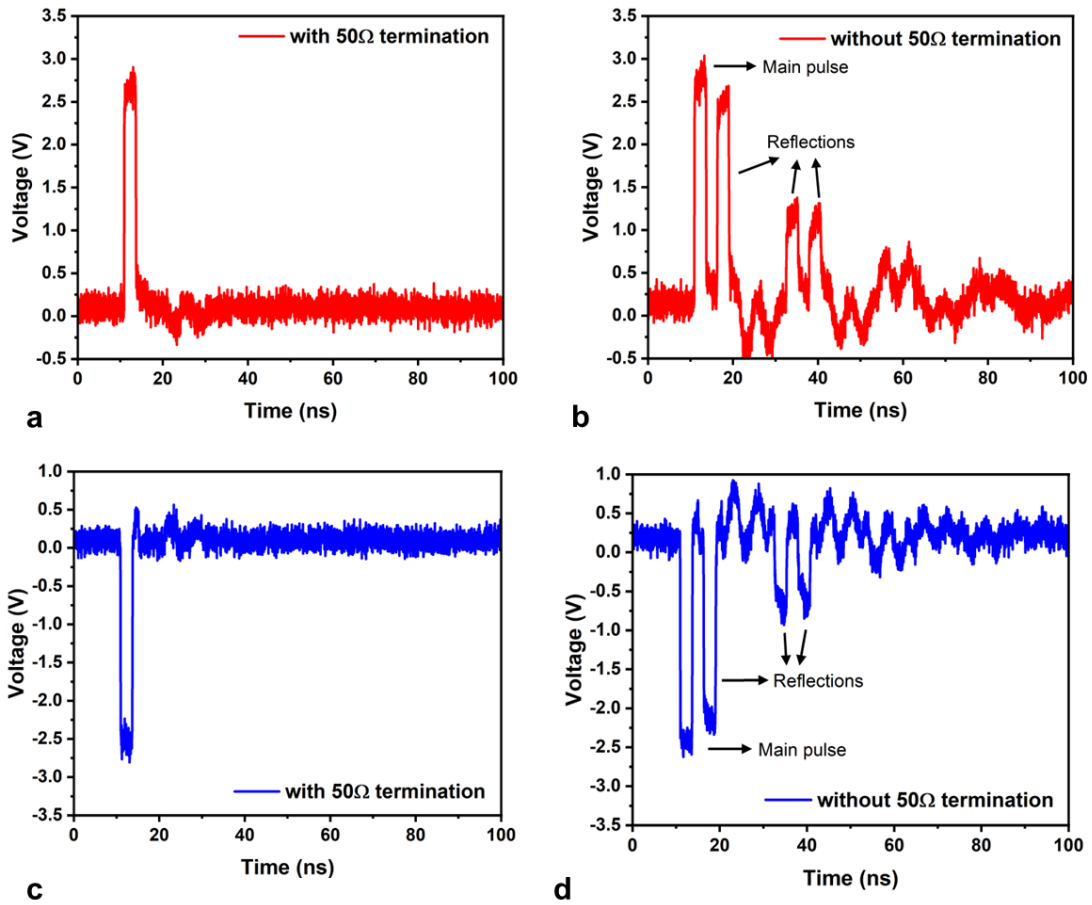 3.5
3.0
2.5
2.0
1.5
1.0
0.5
0.0
-0.5
Voltage (V)
with 50Ω termination
0 20 40 60 80 100
Time (ns)
a
3.5
3.0
2.5
2.0
1.5
1.0
0.5
0.0
-0.5
Voltage (V)
without 50Ω termination
Main pulse
Reflections
0 20 40 60 80 100
Time (ns)
b
1.0
0.5
0.0
-0.5
-1.0
-1.5
-2.0
-2.5
-3.0
-3.5
Voltage (V)
with 50Ω termination
0 20 40 60 80 100
Time (ns)
c
1.0
0.5
0.0
-0.5
-1.0
-1.5
-2.0
-2.5
-3.0
-3.5
Voltage (V)
Reflections
Main pulse
without 50Ω termination
0 20 40 60 80 100
Time (ns)
d